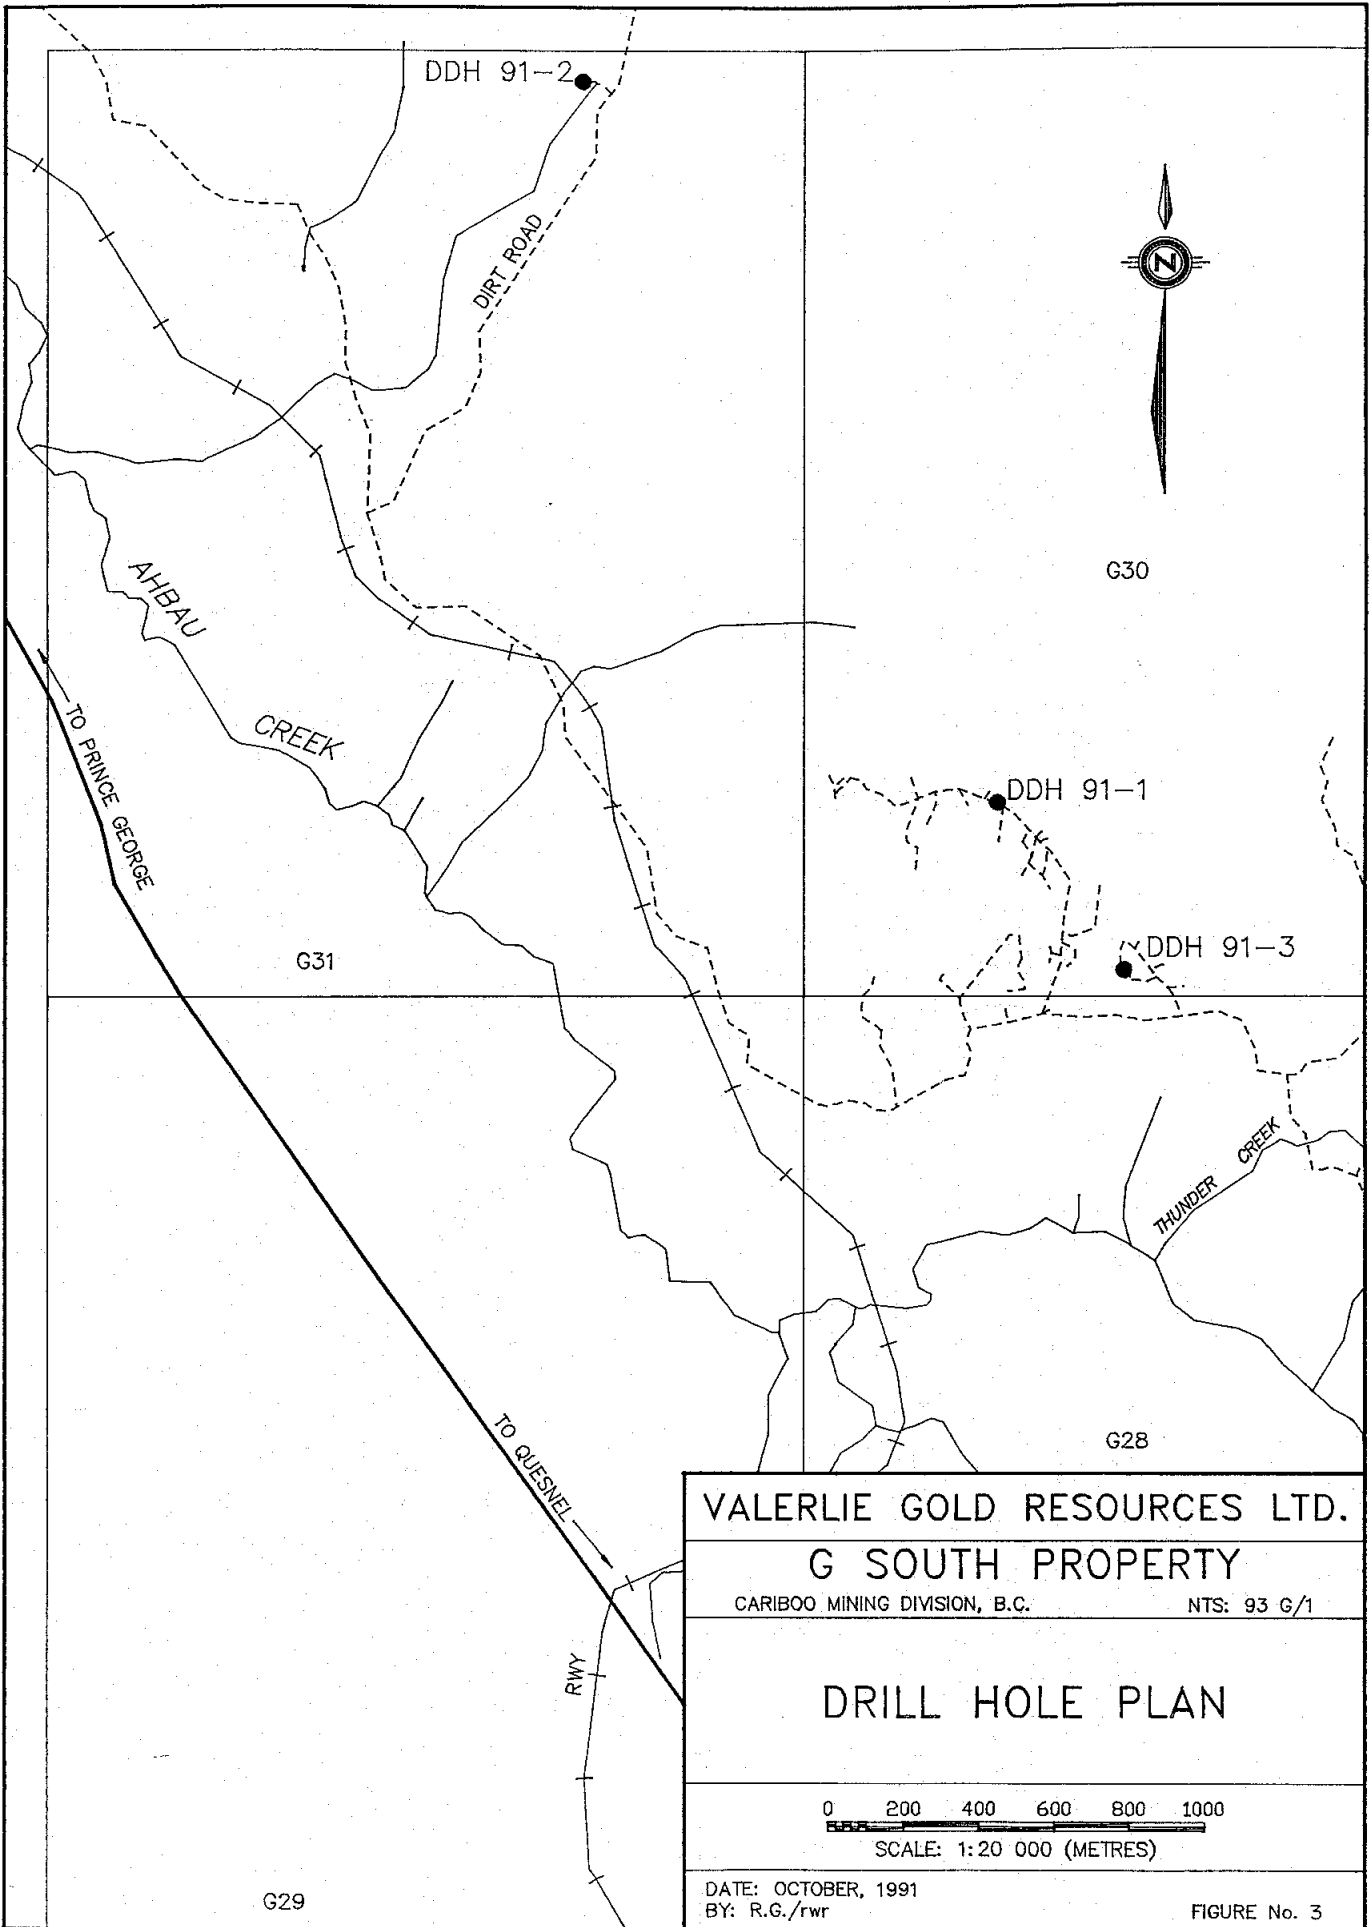 DDH 91-2
DIRT ROAD
N
G30
AHBAU
CREEK
TO PRINCE GEORGE
DDH 91-1
DDH 91-3
G31
THUNDER CREEK
G28
TO QUESNEL
RWY
G29
VALERLIE GOLD RESOURCES LTD.
G SOUTH PROPERTY
CARIBOO MINING DIVISION, B.C. NTS: 93 G/1
DRILL HOLE PLAN
0 200 400 600 800 1000
SCALE: 1:20 000 (METRES)
DATE: OCTOBER, 1991
BY: R.G./rwr FIGURE No. 3